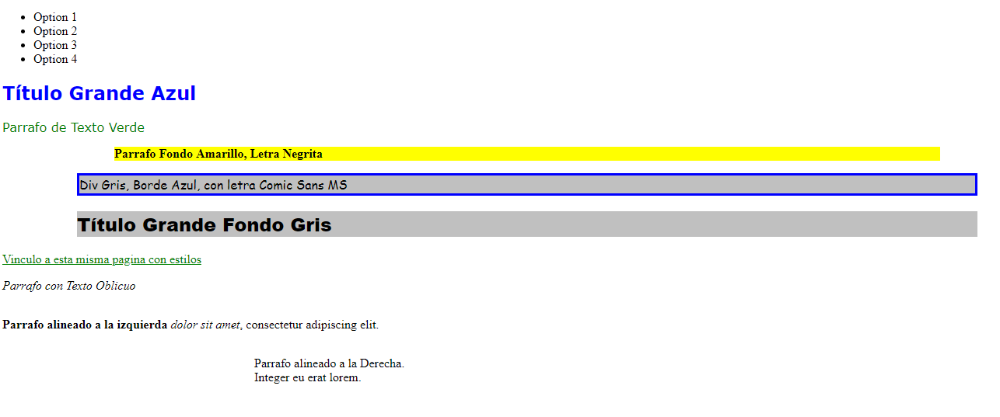 Option 1
Option 2
Option 3
Option 4
Título Grande Azul
Parrafo de Texto Verde
Parrafo Fondo Amarillo, Letra Negrita
Div Gris, Borde Azul, con letra Comic Sans MS
Título Grande Fondo Gris
Vinculo a esta misma pagina con estilos
Parrafo con Texto Oblicuo
Parrafo alineado a la izquierda dolor sit amet, consectetur adipiscing elit.
Parrafo alineado a la Derecha.
Integer eu erat lorem.